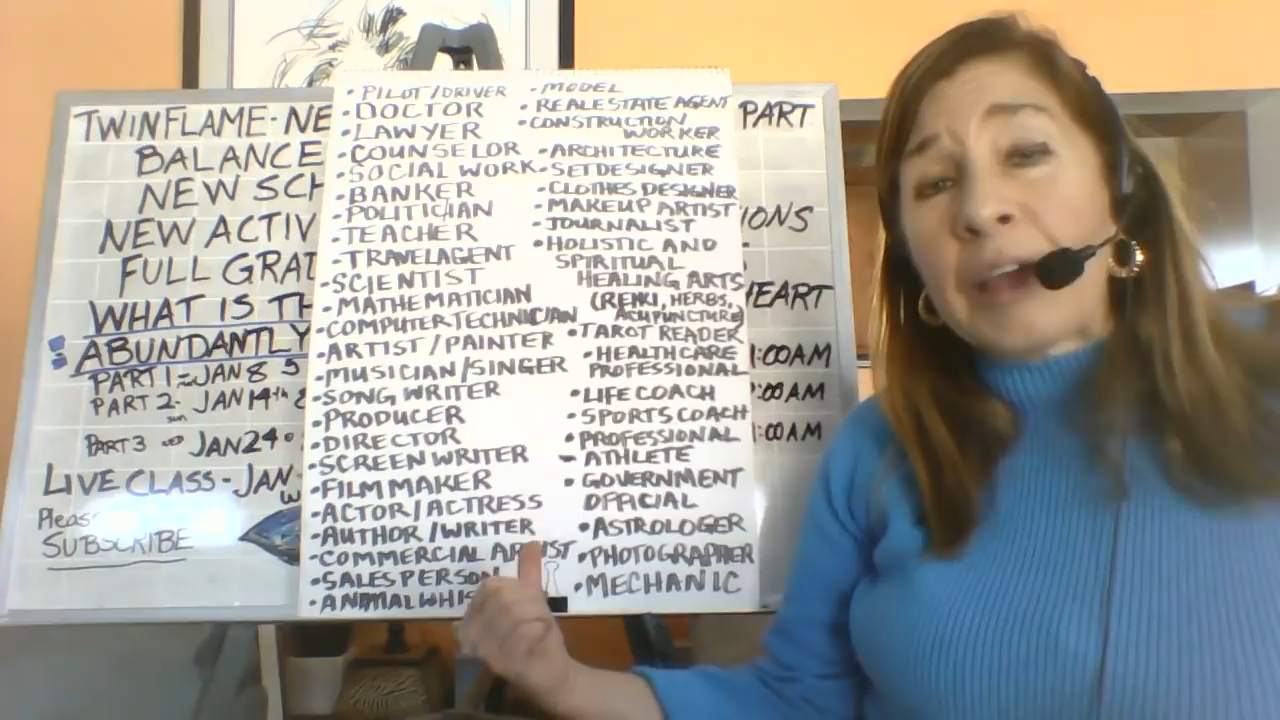 TWINFLAME-NE
BALANCE
NEW SCH
NEW ACTIV
FULL GRAT
WHAT IS TH
ABUNDANTLY
PART 1 - JAN 8 5
PART 2 - JAN 14th
sun
PART 3 JAN 24
LIVE CLASS - JAN
Pleas
SUBSCRIBE
• PILOT/DRIVER
• DOCTOR
• LAWYER
• COUNSELOR
• SOCIAL WORK
• BANKER
• POLITICIAN
• TEACHER
• TRAVEL AGENT
- SCIENTIST
• MATHEMATICIAN
• COMPUTER TECHNICIAN
• ARTIST/PAINTER
• MUSICIAN/SINGER
• SONG WRITER
• PRODUCER
• DIRECTOR
• SCREEN WRITER
• FILM MAKER
• ACTOR/ACTRESS
• AUTHOR/WRITER
• COMMERCIAL ARTIST
• SALES PERSON
• ANIMAL WHIS
• MODEL
• REAL ESTATE AGENT
• CONSTRUCTION
WORKER
• ARCHITECTURE
• SET DESIGNER
• CLOTHES DESIGNER
• MAKEUP ARTIST
• JOURNALIST
• HOLISTIC AND
SPIRITUAL
HEALING ARTS
(REIKI, HERBS,
ACUPUNCTURE)
• TAROT READER
• HEALTHCARE
PROFESSIONAL
• LIFE COACH
• SPORTS COACH
• PROFESSIONAL
- ATHLETE
• GOVERNMENT
OFFICIAL
• ASTROLOGER
• PHOTOGRAPHER
• MECHANIC
PART
IONS
HEART
1:00AM
:00AM
1:00AM